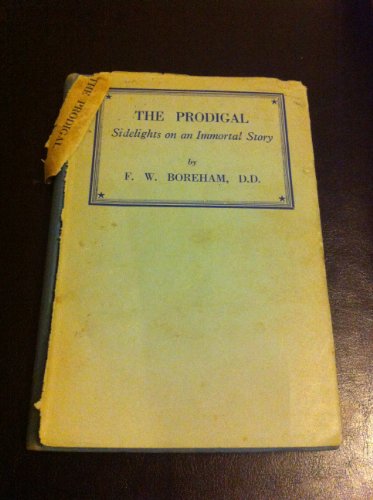 THE PRODIGAL
THE PRODIGAL
Sidelights on an Immortal Story
by
F. W. BOREHAM, D.D.